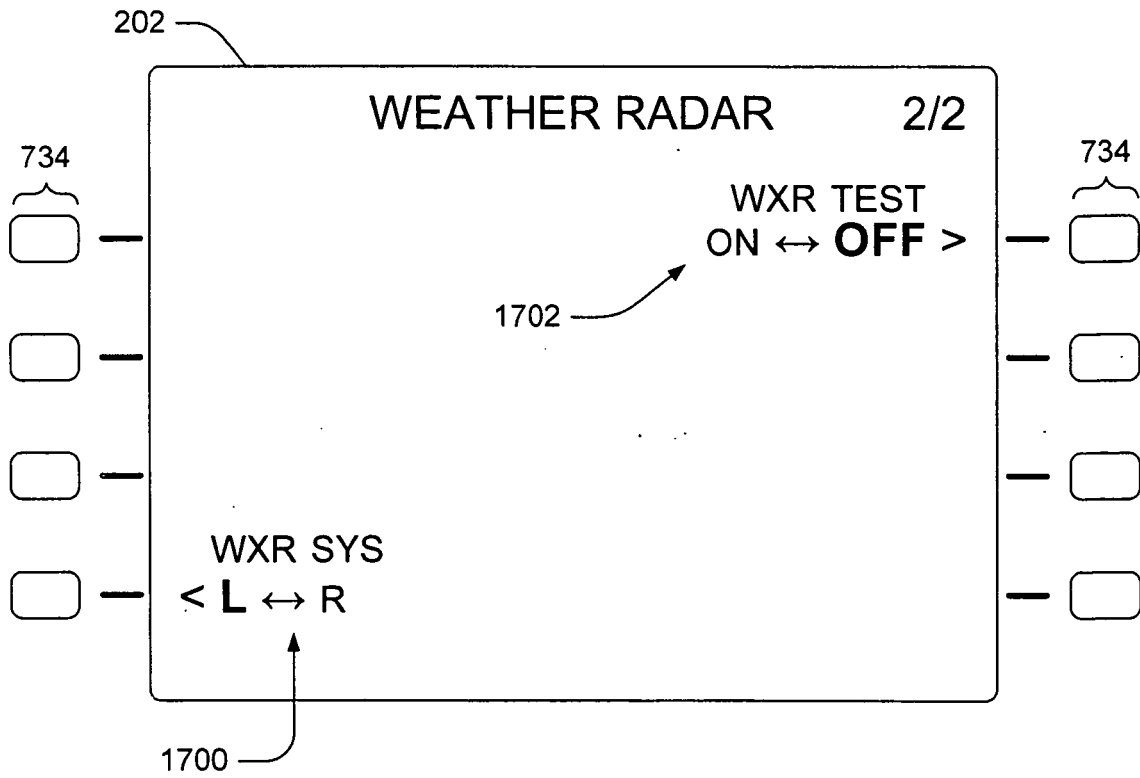 202
WEATHER RADAR 2/2
734
734
WXR TEST
ON ↔ OFF >
1702
WXR SYS
< L ↔ R
1700